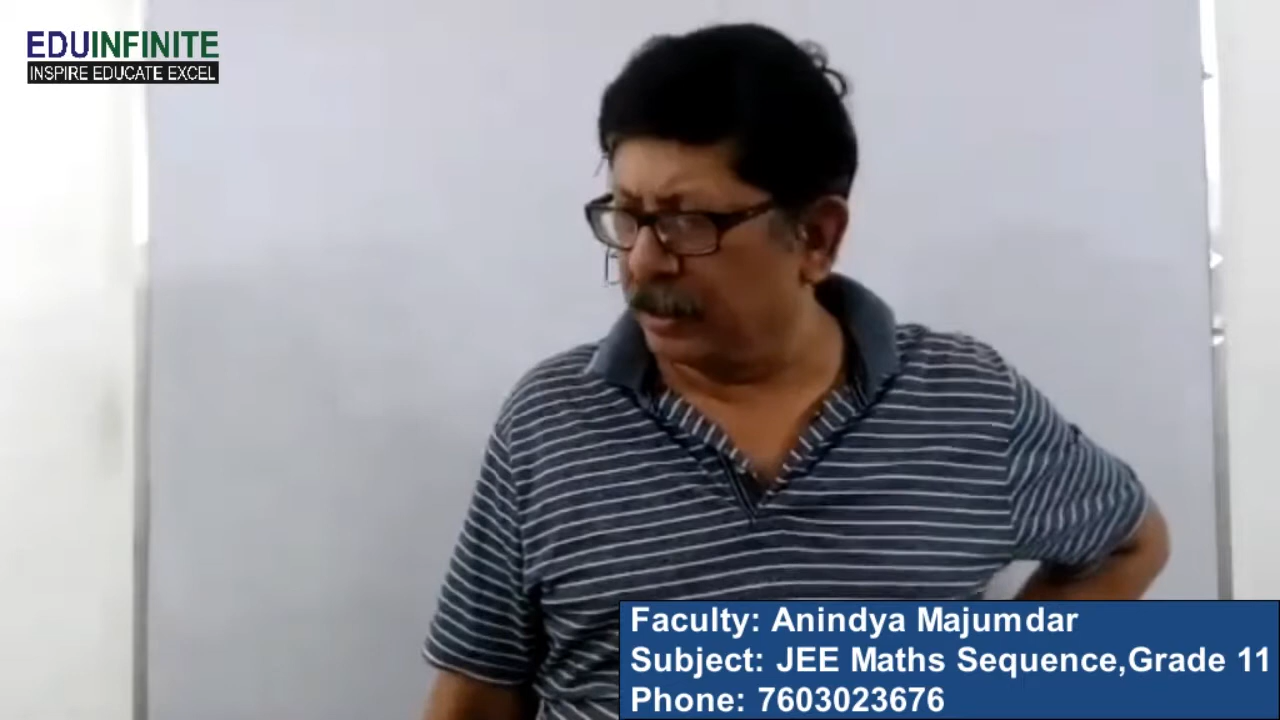 EDUINFINITE
INSPIRE EDUCATE EXCEL
Faculty: Anindya Majumdar
Subject: JEE Maths Sequence,Grade 11
Phone: 7603023676